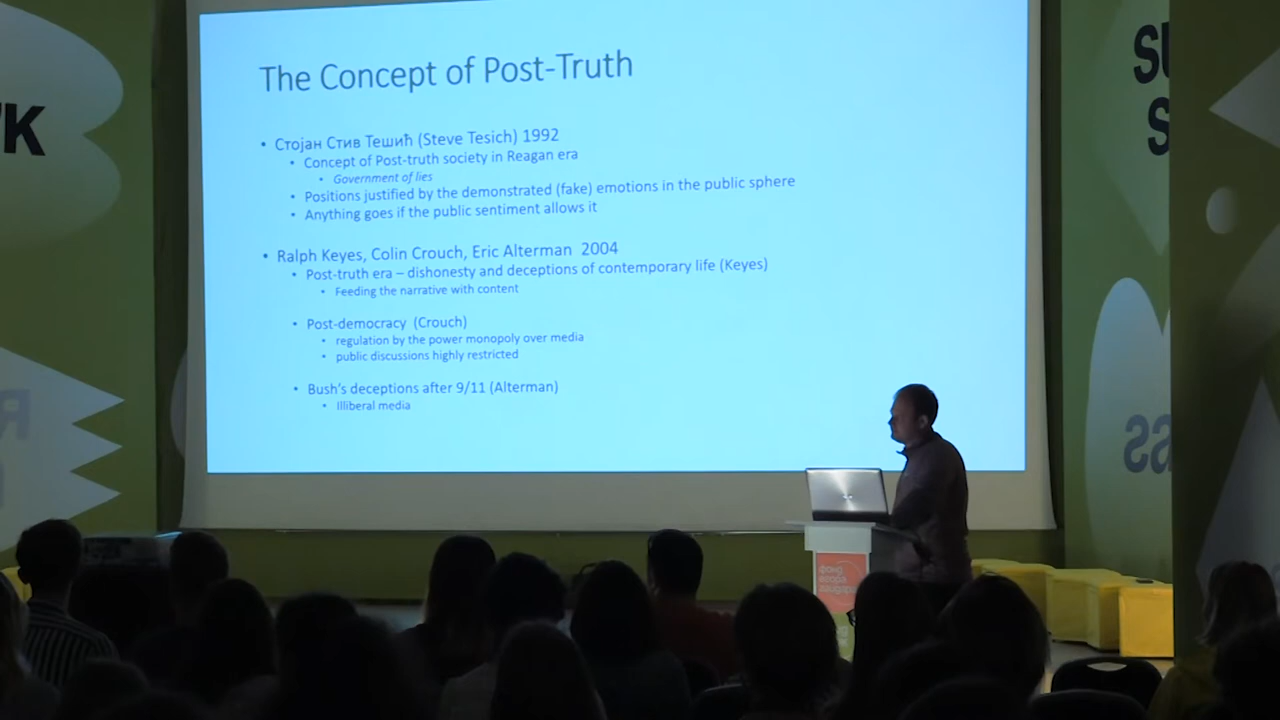 The Concept of Post-Truth
• Стојан Стив Тешић (Steve Tesich) 1992
• Concept of Post-truth society in Reagan era
• Government of lies
• Positions justified by the demonstrated (fake) emotions in the public sphere
• Anything goes if the public sentiment allows it
• Ralph Keyes, Colin Crouch, Eric Alterman 2004
• Post-truth era – dishonesty and deceptions of contemporary life (Keyes)
• Feeding the narrative with content
• Post-democracy (Crouch)
• regulation by the power monopoly over media
• public discussions highly restricted
• Bush's deceptions after 9/11 (Alterman)
• Illiberal media